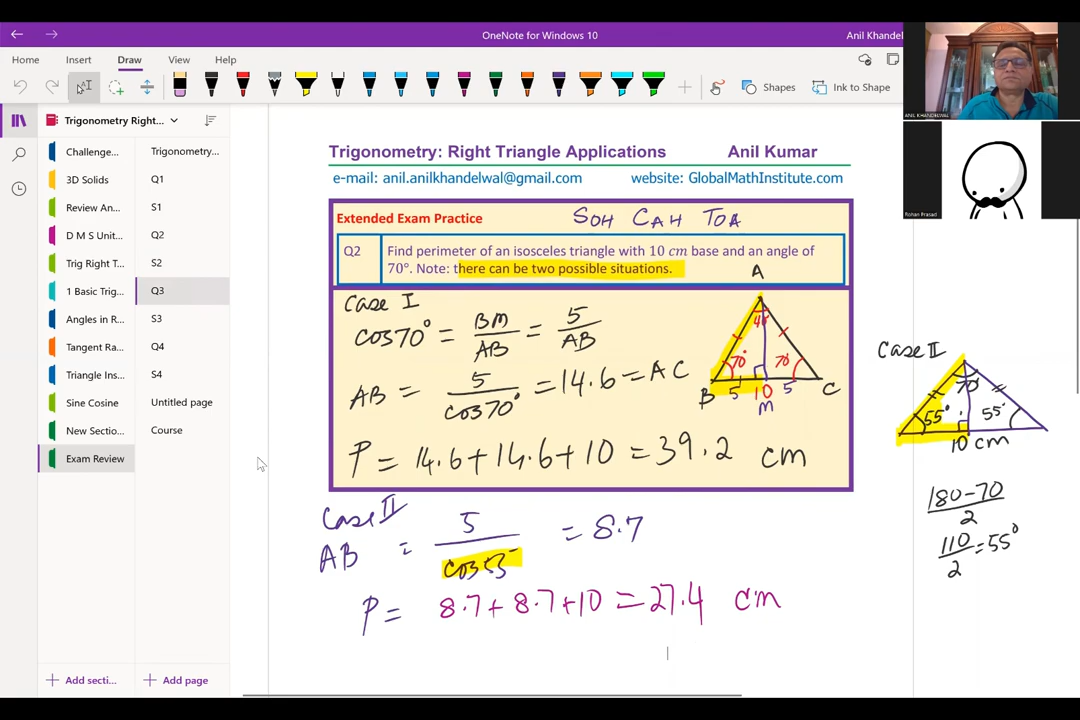 OneNote for Windows 10
Anil Khandel
Home
Insert
Draw
View
Help
Shapes
Ink to Shape
ANIL KHANDELWAL
Rohan Prasad
Trigonometry Right...
Challenge...
3D Solids
Review An...
D M S Unit...
Trig Right T...
1 Basic Trig...
Angles in R...
Tangent Ra...
Triangle Ins...
Sine Cosine
New Sectio...
Exam Review
Add secti...
Trigonometry...
Q1
S1
Q2
S2
Q3
S3
Q4
S4
Untitled page
Course
Add page
Trigonometry: Right Triangle Applications Anil Kumar
e-mail: anil.anilkhandelwal@gmail.com website: GlobalMathInstitute.com
Extended Exam Practice SOH CAH TOA
Q2 Find perimeter of an isosceles triangle with 10 cm base and an angle of
70°. Note: there can be two possible situations.
Case I
cos70° = BM/AB = 5/AB
AB = 5/cos70° = 14.6 = AC
P = 14.6+14.6+10 = 39.2 cm
A
70° 70°
B 5 10 5 C
M
Case II
AB = 5/ = 8.7
P = 8.7+8.7+10 = 27.4 cm
Case II
70°
55° 55°
10 cm
180-70
2
110/2 = 55°